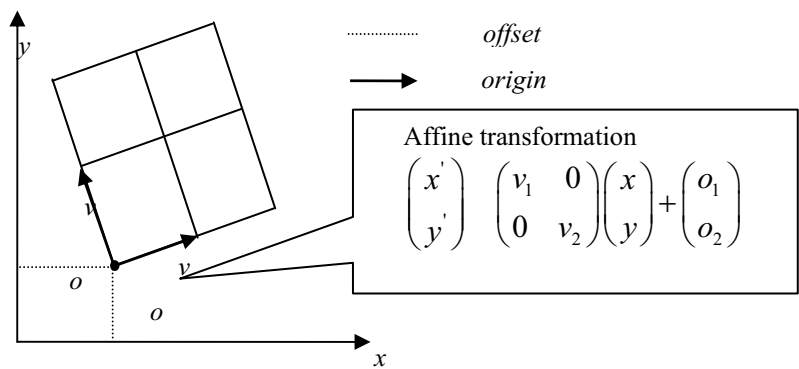 y
offset
origin
Affine transformation
(x' y') (v₁ 0 0 v₂)(x y)+(o₁ o₂)
v
v
o
o
x